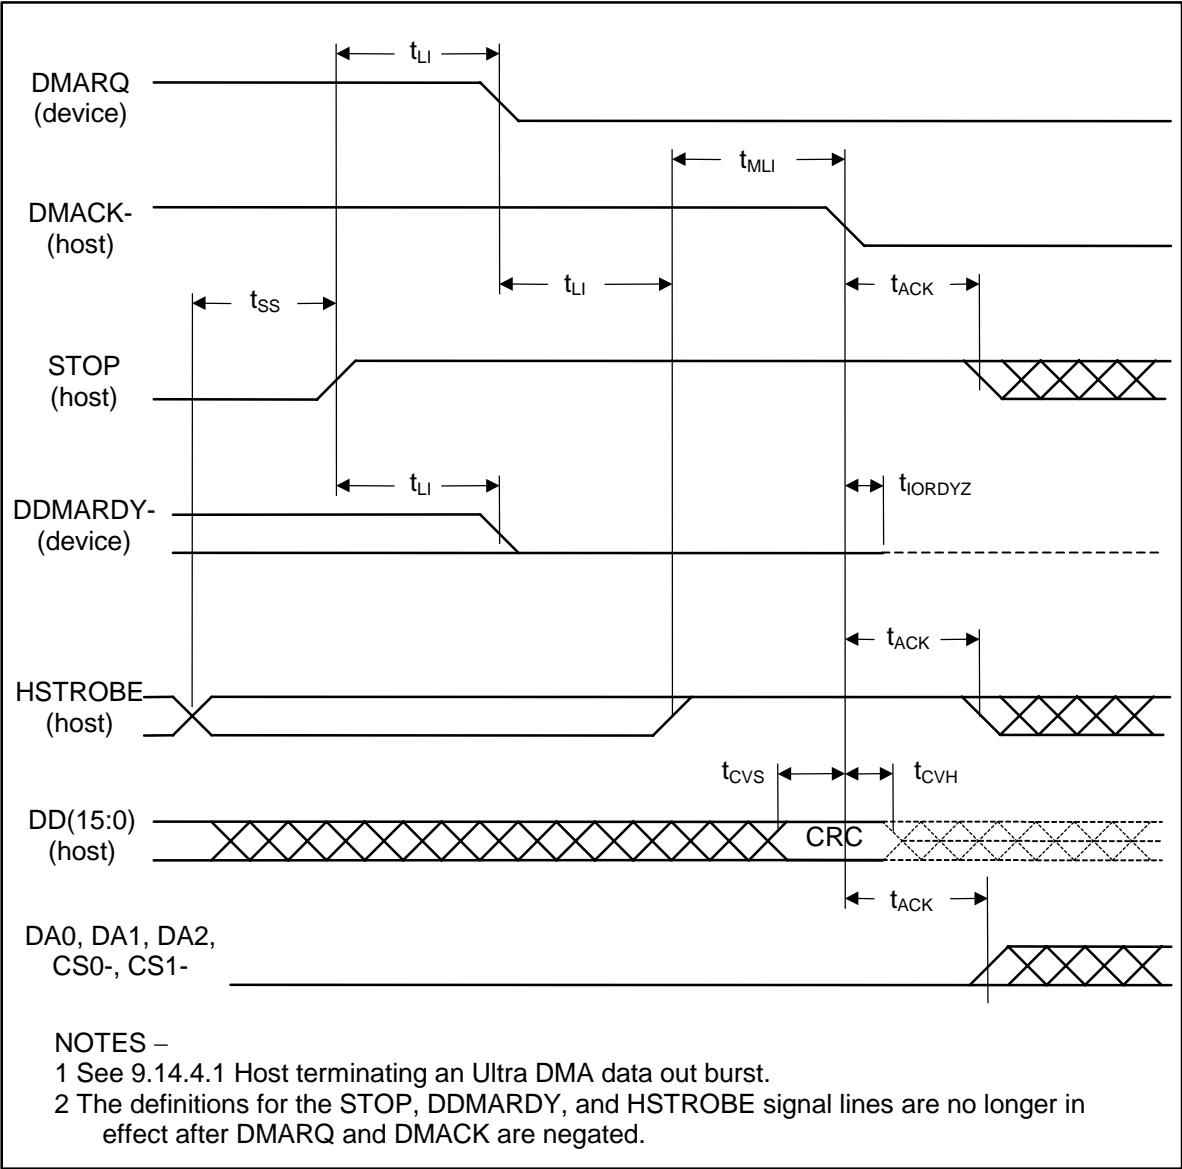 tLI
DMARQ
(device)
tMLI
DMACK-
(host)
tSS
tLI
tACK
STOP
(host)
tLI
tIORDYZ
DDMARDY-
(device)
tACK
HSTROBE
(host)
tCVS
tCVH
DD(15:0)
(host)
CRC
tACK
DA0, DA1, DA2,
CS0-, CS1-
NOTES –
1 See 9.14.4.1 Host terminating an Ultra DMA data out burst.
2 The definitions for the STOP, DDMARDY, and HSTROBE signal lines are no longer in
effect after DMARQ and DMACK are negated.